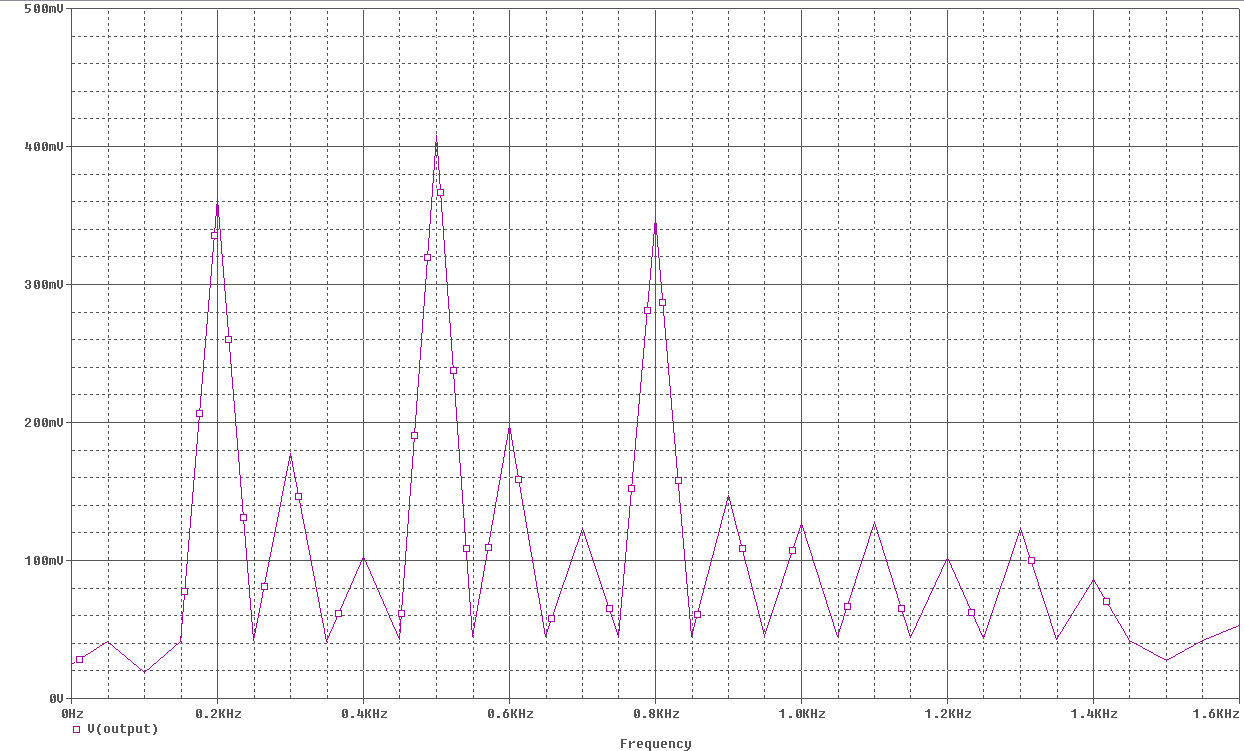 500mV
400mV
300mV
200mV
100mV
0V
0Hz 0.2KHz 0.4KHz 0.6KHz 0.8KHz 1.0KHz 1.2KHz 1.4KHz 1.6KHz
V(output)
Frequency